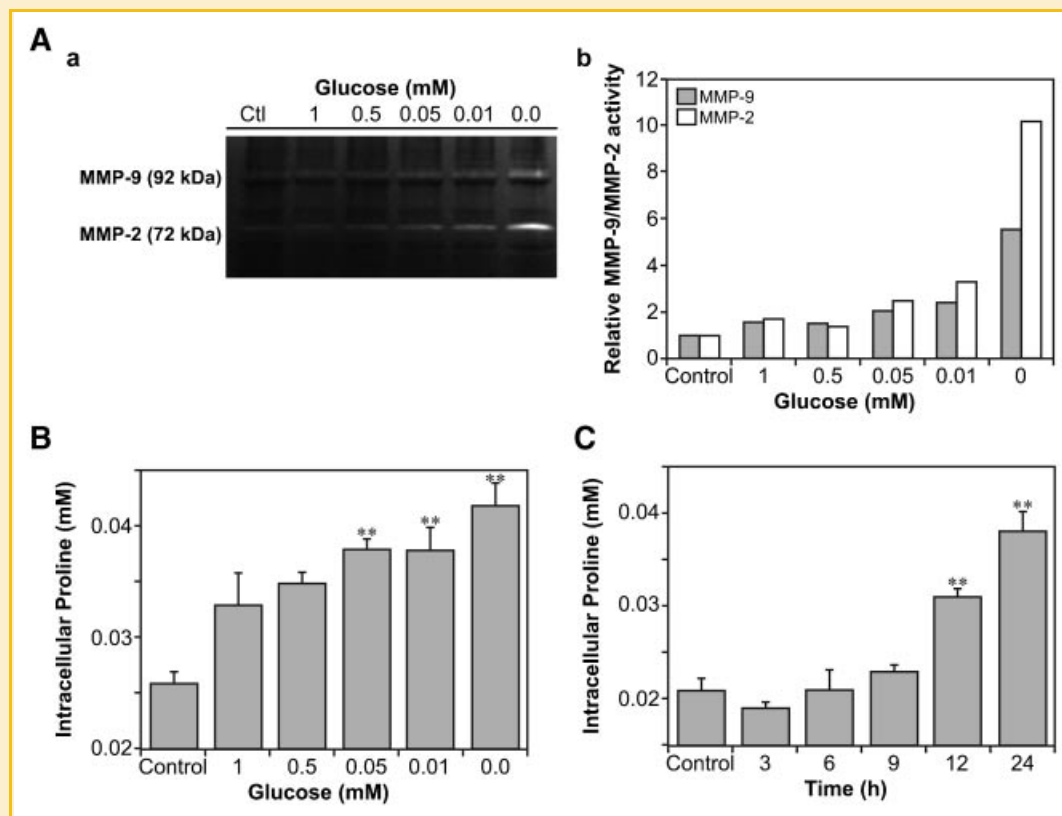 A
a
Glucose (mM)
Ctl 1 0.5 0.05 0.01 0.0
MMP-9 (92 kDa)
MMP-2 (72 kDa)
b
Relative MMP-9/MMP-2 activity
12
10
8
6
4
2
0
MMP-9
MMP-2
Control 1 0.5 0.05 0.01 0
Glucose (mM)
B
Intracellular Proline (mM)
0.04
0.03
0.02
** ** **
Control 1 0.5 0.05 0.01 0.0
Glucose (mM)
C
Intracellular Proline (mM)
0.04
0.03
0.02
** **
Control 3 6 9 12 24
Time (h)